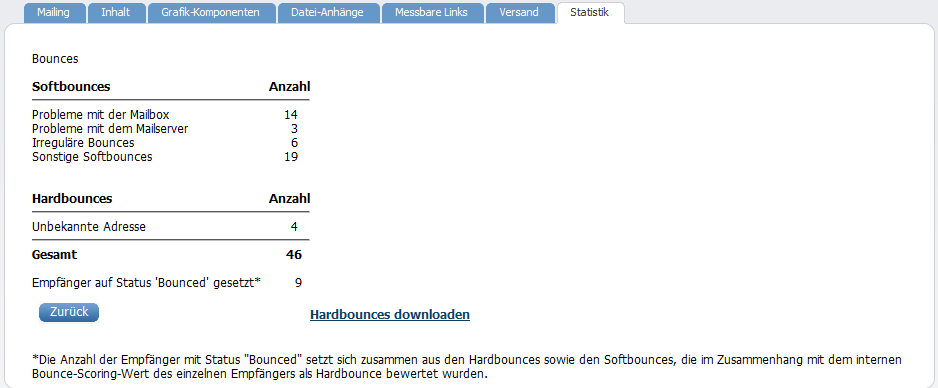 Mailing Inhalt Grafik-Komponenten Datei-Anhänge Messbare Links Versand Statistik
Bounces
Softbounces Anzahl
Probleme mit der Mailbox 14
Probleme mit dem Mailserver 3
Irreguläre Bounces 6
Sonstige Softbounces 19
Hardbounces Anzahl
Unbekannte Adresse 4
Gesamt 46
Empfänger auf Status 'Bounced' gesetzt* 9
Zurück Hardbounces downloaden
*Die Anzahl der Empfänger mit Status "Bounced" setzt sich zusammen aus den Hardbounces sowie den Softbounces, die im Zusammenhang mit dem internen
Bounce-Scoring-Wert des einzelnen Empfängers als Hardbounce bewertet wurden.